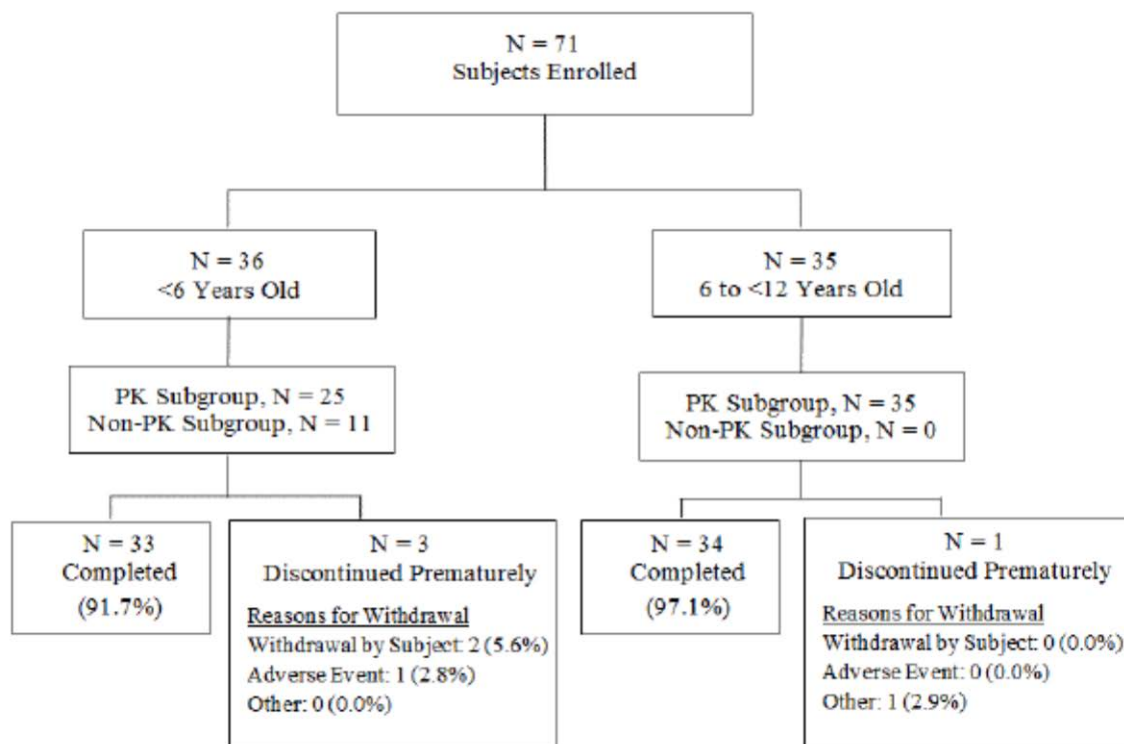 N = 71
Subjects Enrolled
N = 36
<6 Years Old
N = 35
6 to <12 Years Old
PK Subgroup, N = 25
Non-PK Subgroup, N = 11
PK Subgroup, N = 35
Non-PK Subgroup, N = 0
N = 33
Completed
(91.7%)
N = 3
Discontinued Prematurely
Reasons for Withdrawal
Withdrawal by Subject: 2 (5.6%)
Adverse Event: 1 (2.8%)
Other: 0 (0.0%)
N = 34
Completed
(97.1%)
N = 1
Discontinued Prematurely
Reasons for Withdrawal
Withdrawal by Subject: 0 (0.0%)
Adverse Event: 0 (0.0%)
Other: 1 (2.9%)